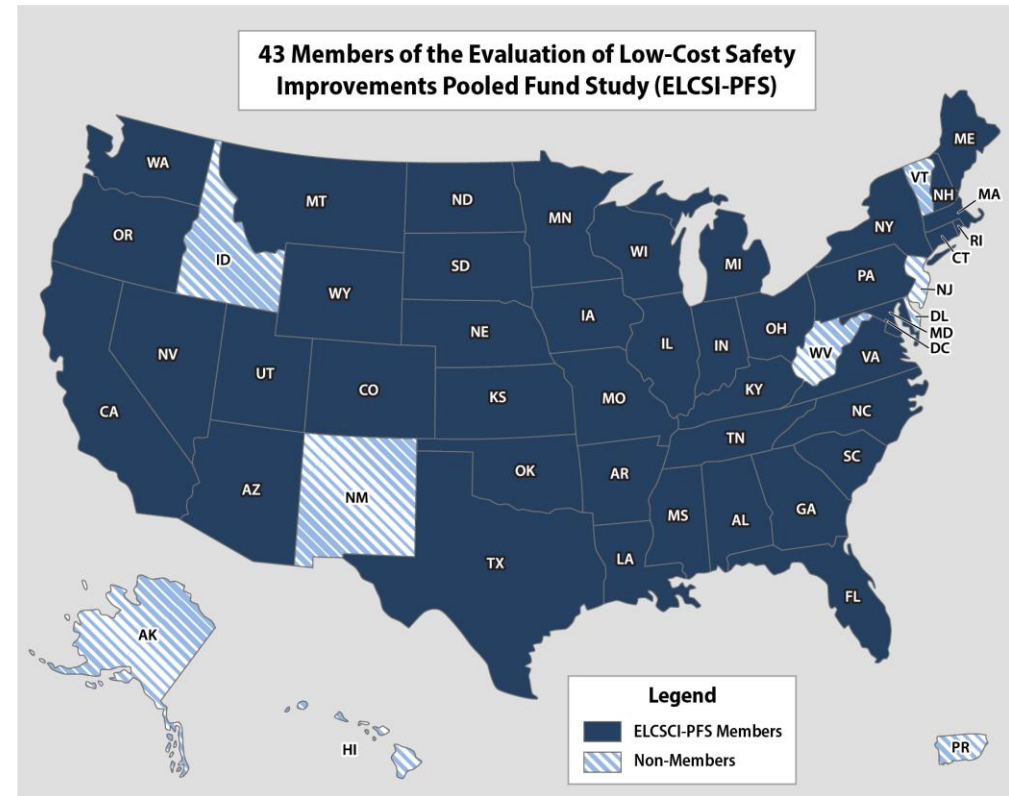 43 Members of the Evaluation of Low-Cost Safety
Improvements Pooled Fund Study (ELCSI-PFS)
WA
MT
ND
MN
ME
VT
NH
MA
OR
ID
SD
WI
MI
NY
RI
CT
WY
PA
NJ
IA
NE
OH
DL
MD
DC
NV
UT
CO
IL
IN
WV
VA
CA
KS
MO
KY
NC
TN
AZ
NM
OK
AR
SC
MS
AL
GA
TX
LA
FL
AK
HI
PR
Legend
ELCSCI-PFS Members
Non-Members